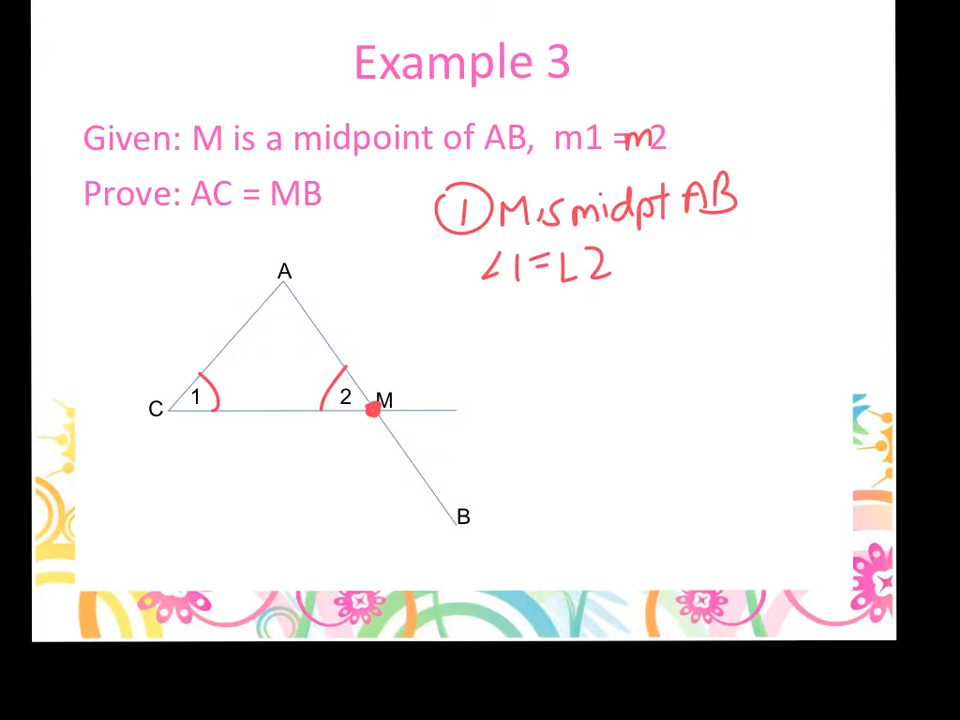 Example 3
Given: M is a midpoint of AB, m1 =m2
Prove: AC = MB
① M is midpt AB
∠1 = ∠2
A
C
1
2
M
B